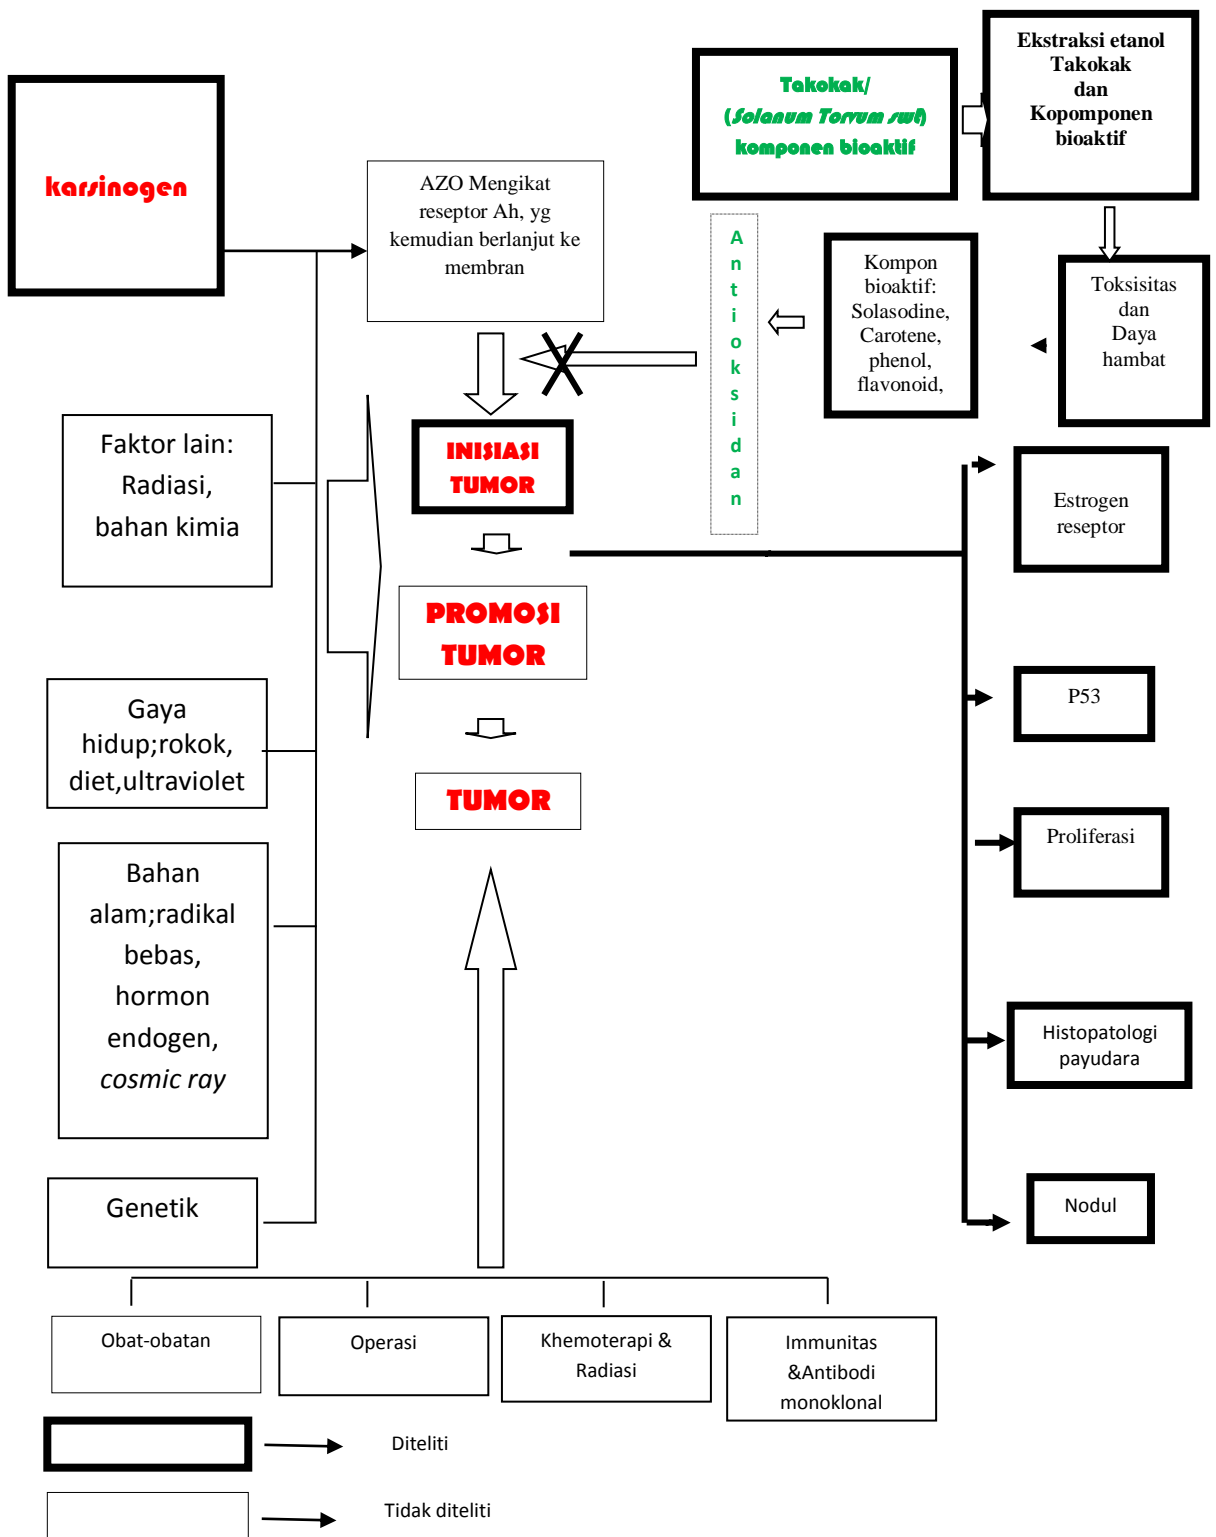 karsinogen
AZO Mengikat
reseptor Ah, yg
kemudian berlanjut ke
membran
Takokak/
(Solanum Torvum swt)
komponen bioaktif
Ekstraksi etanol
Takokak
dan
Kopomponen
bioaktif
Antioksidan
Kompon
bioaktif:
Solasodine,
Carotene,
phenol,
flavonoid,
Toksisitas
dan
Daya
hambat
Faktor lain:
Radiasi,
bahan kimia
INISIASI
TUMOR
Estrogen
reseptor
PROMOSI
TUMOR
Gaya
hidup;rokok,
diet,ultraviolet
P53
TUMOR
Proliferasi
Bahan
alam;radikal
bebas,
hormon
endogen,
cosmic ray
Histopatologi
payudara
Genetik
Nodul
Obat-obatan
Operasi
Khemoterapi &
Radiasi
Immunitas
&Antibodi
monoklonal
Diteliti
Tidak diteliti